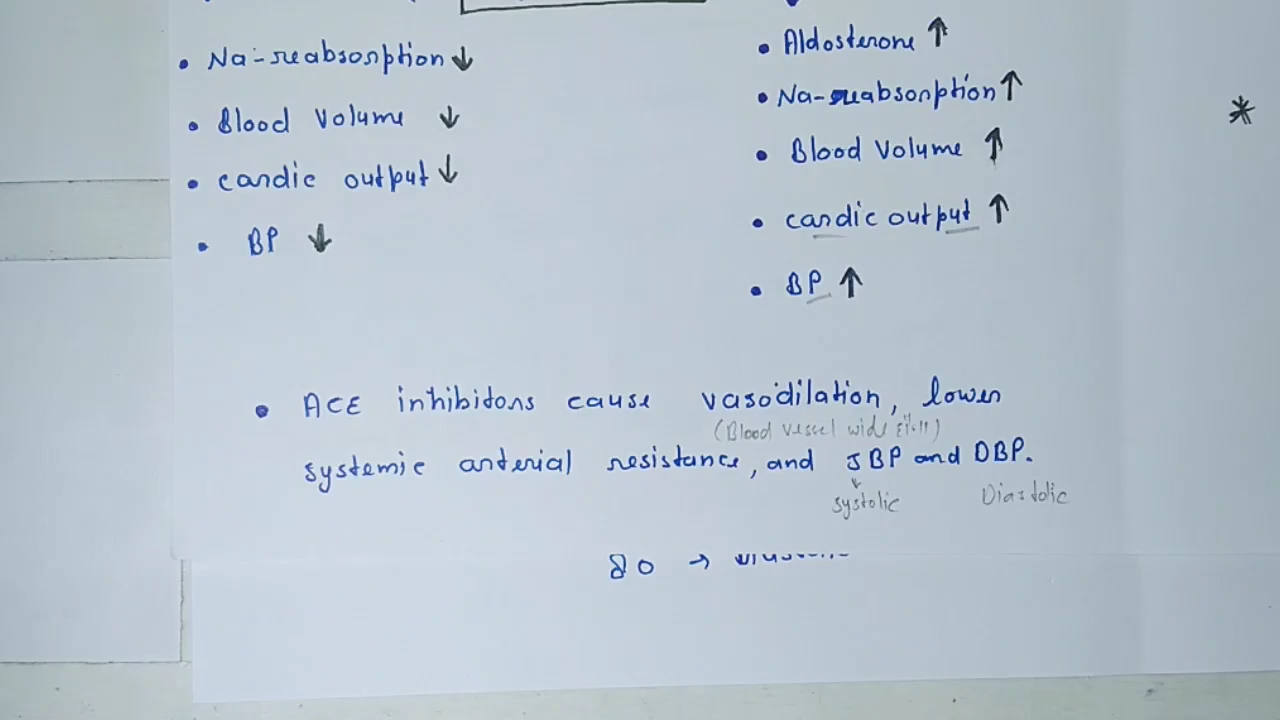 • Na-reabsorption ↓
• Blood Volume ↓
• cardic output ↓
• BP ↓
• Aldosterone ↑
• Na-reabsorption ↑
• Blood Volume ↑
• cardic output ↑
• BP ↑
*
• ACE inhibitors cause vasodilation, lower
(Blood vessel wide
systemic arterial resistance, and SBP and DBP.
systolic Diastolic
80 →